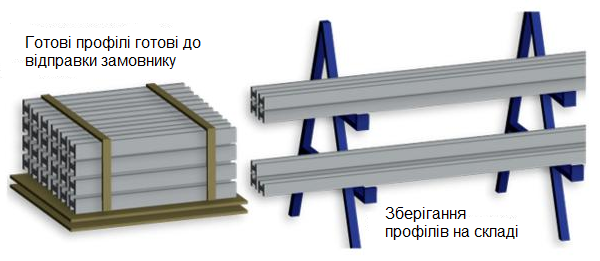 Готові профілі готові до
відправки замовнику
Зберігання
профілів на складі